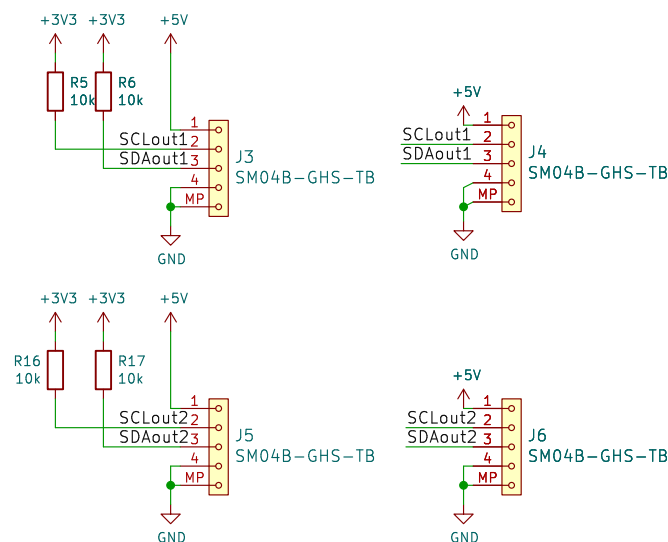 +3V3 +3V3 +5V
R5 R6
10k 10k
+5V
1
SCLout1 2
SDAout1 3
4
MP
J3
SM04B-GHS-TB
GND
1
SCLout1 2
SDAout1 3
4
MP
J4
SM04B-GHS-TB
GND
+3V3 +3V3 +5V
R16 R17
10k 10k
+5V
1
SCLout2 2
SDAout2 3
4
MP
J5
SM04B-GHS-TB
GND
1
SCLout2 2
SDAout2 3
4
MP
J6
SM04B-GHS-TB
GND